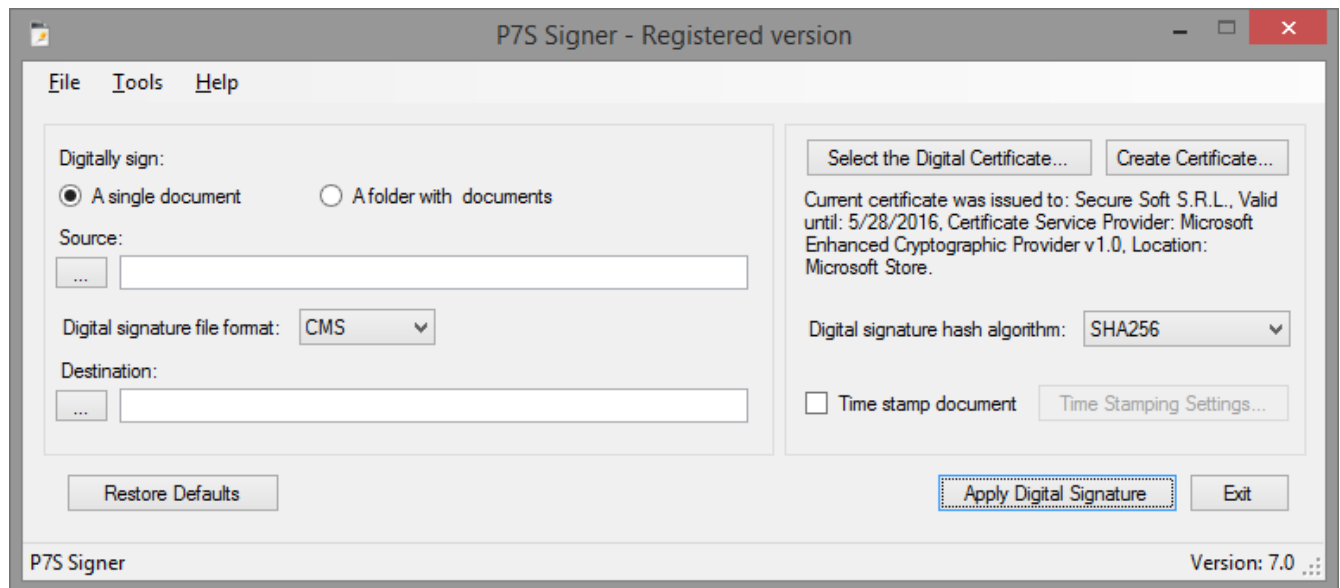 P7S Signer - Registered version
File Tools Help
Digitally sign:
A single document A folder with documents
Source:
...
Digital signature file format: CMS
Destination:
...
Select the Digital Certificate... Create Certificate...
Current certificate was issued to: Secure Soft S.R.L., Valid
until: 5/28/2016, Certificate Service Provider: Microsoft
Enhanced Cryptographic Provider v1.0, Location:
Microsoft Store.
Digital signature hash algorithm: SHA256
Time stamp document Time Stamping Settings...
Restore Defaults Apply Digital Signature Exit
P7S Signer Version: 7.0